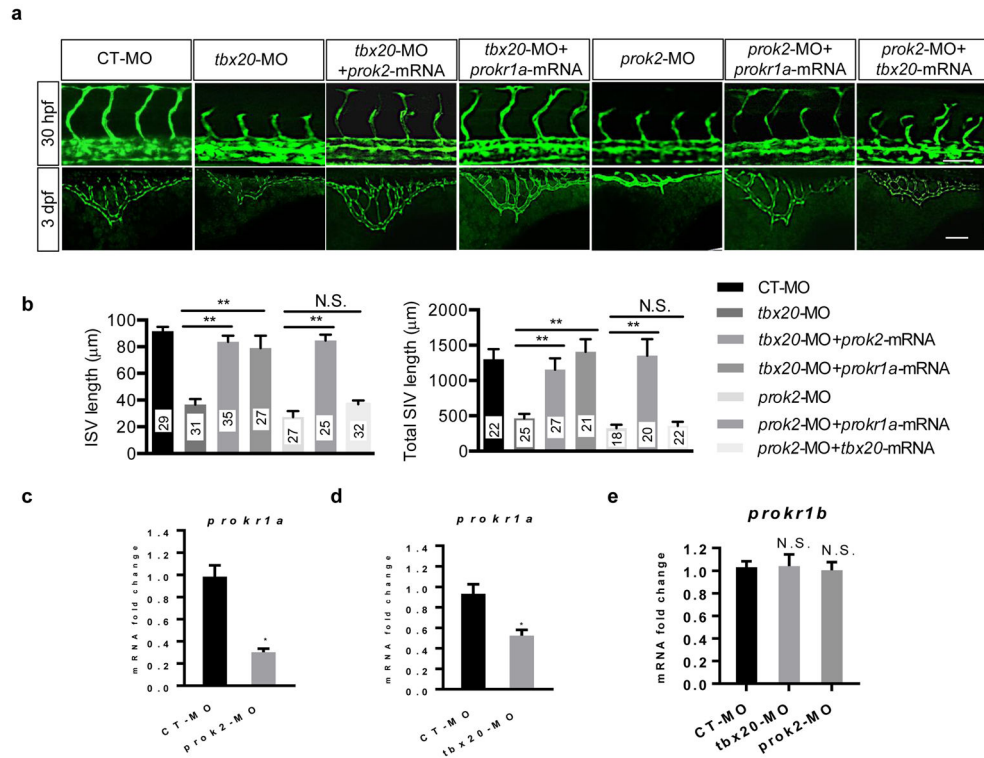 a
CT-MO
tbx20-MO
tbx20-MO
+prok2-mRNA
tbx20-MO+
prokr1a-mRNA
prok2-MO
prok2-MO+
prokr1a-mRNA
prok2-MO+
tbx20-mRNA
30 hpf
3 dpf
b
ISV length (μm)
100
80
60
40
20
0
**
**
**
N.S.
29
31
35
27
27
25
32
Total SIV length (μm)
2000
1500
1000
500
0
**
**
**
N.S.
22
25
27
21
18
20
22
CT-MO
tbx20-MO
tbx20-MO+prok2-mRNA
tbx20-MO+prokr1a-mRNA
prok2-MO
prok2-MO+prokr1a-mRNA
prok2-MO+tbx20-mRNA
c
prokr1a
mRNA fold change
1.4
1.2
1.0
0.8
0.6
0.4
0.2
0.0
*
CT-MO
prok2-MO
d
prokr1a
mRNA fold change
1.4
1.2
1.0
0.8
0.6
0.4
0.2
0.0
*
CT-MO
tbx20-MO
e
prokr1b
mRNA fold change
1.2
1.0
0.8
0.6
0.4
0.2
0.0
N.S.
N.S.
CT-MO
tbx20-MO
prok2-MO